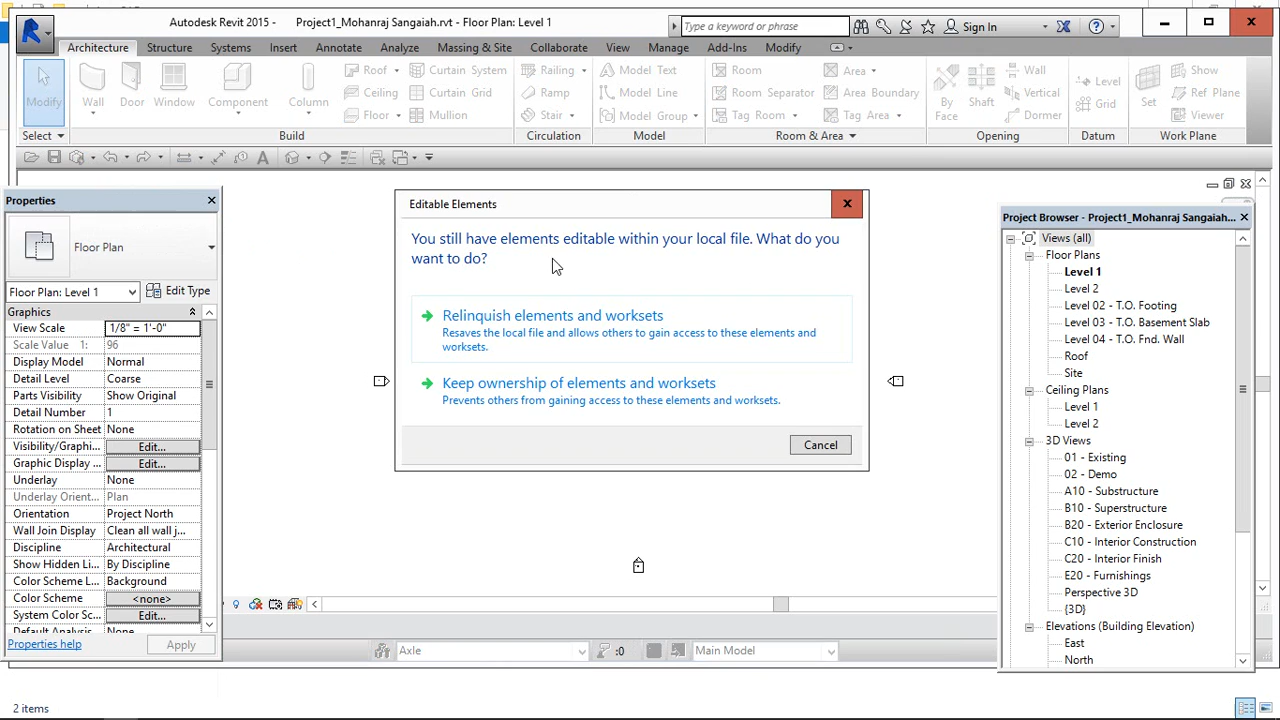 Autodesk Revit 2015 - Project1_Mohanraj Sangaiah.rvt - Floor Plan: Level 1
Type a keyword or phrase
Sign In
Architecture Structure Systems Insert Annotate Analyze Massing & Site Collaborate View Manage Add-Ins Modify
Modify
Wall
Door
Window
Component
Column
Roof
Ceiling
Floor
Curtain System
Curtain Grid
Mullion
Railing
Ramp
Stair
Model Text
Model Line
Model Group
Room
Room Separator
Tag Room
Area
Area Boundary
Tag Area
By
Face
Shaft
Wall
Vertical
Dormer
Level
Grid
Set
Show
Ref Plane
Viewer
Select Build Circulation Model Room & Area Opening Datum Work Plane
Properties
Floor Plan
Floor Plan: Level 1 Edit Type
Graphics
View Scale 1/8" = 1'-0"
Scale Value 1: 96
Display Model Normal
Detail Level Coarse
Parts Visibility Show Original
Detail Number 1
Rotation on Sheet None
Visibility/Graphi... Edit...
Graphic Display ... Edit...
Underlay None
Underlay Orient... Plan
Orientation Project North
Wall Join Display Clean all wall j...
Discipline Architectural
Show Hidden Li... By Discipline
Color Scheme L... Background
Color Scheme <none>
System Color Sc... Edit...
Default Analysis None
Properties help Apply
Editable Elements
You still have elements editable within your local file. What do you
want to do?
Relinquish elements and worksets
Resaves the local file and allows others to gain access to these elements and
worksets.
Keep ownership of elements and worksets
Prevents others from gaining access to these elements and worksets.
Cancel
Project Browser - Project1_Mohanraj Sangaiah...
Views (all)
Floor Plans
Level 1
Level 2
Level 02 - T.O. Footing
Level 03 - T.O. Basement Slab
Level 04 - T.O. Fnd. Wall
Roof
Site
Ceiling Plans
Level 1
Level 2
3D Views
01 - Existing
02 - Demo
A10 - Substructure
B10 - Superstructure
B20 - Exterior Enclosure
C10 - Interior Construction
C20 - Interior Finish
E20 - Furnishings
Perspective 3D
{3D}
Elevations (Building Elevation)
East
North
Axle
:0
Main Model
2 items